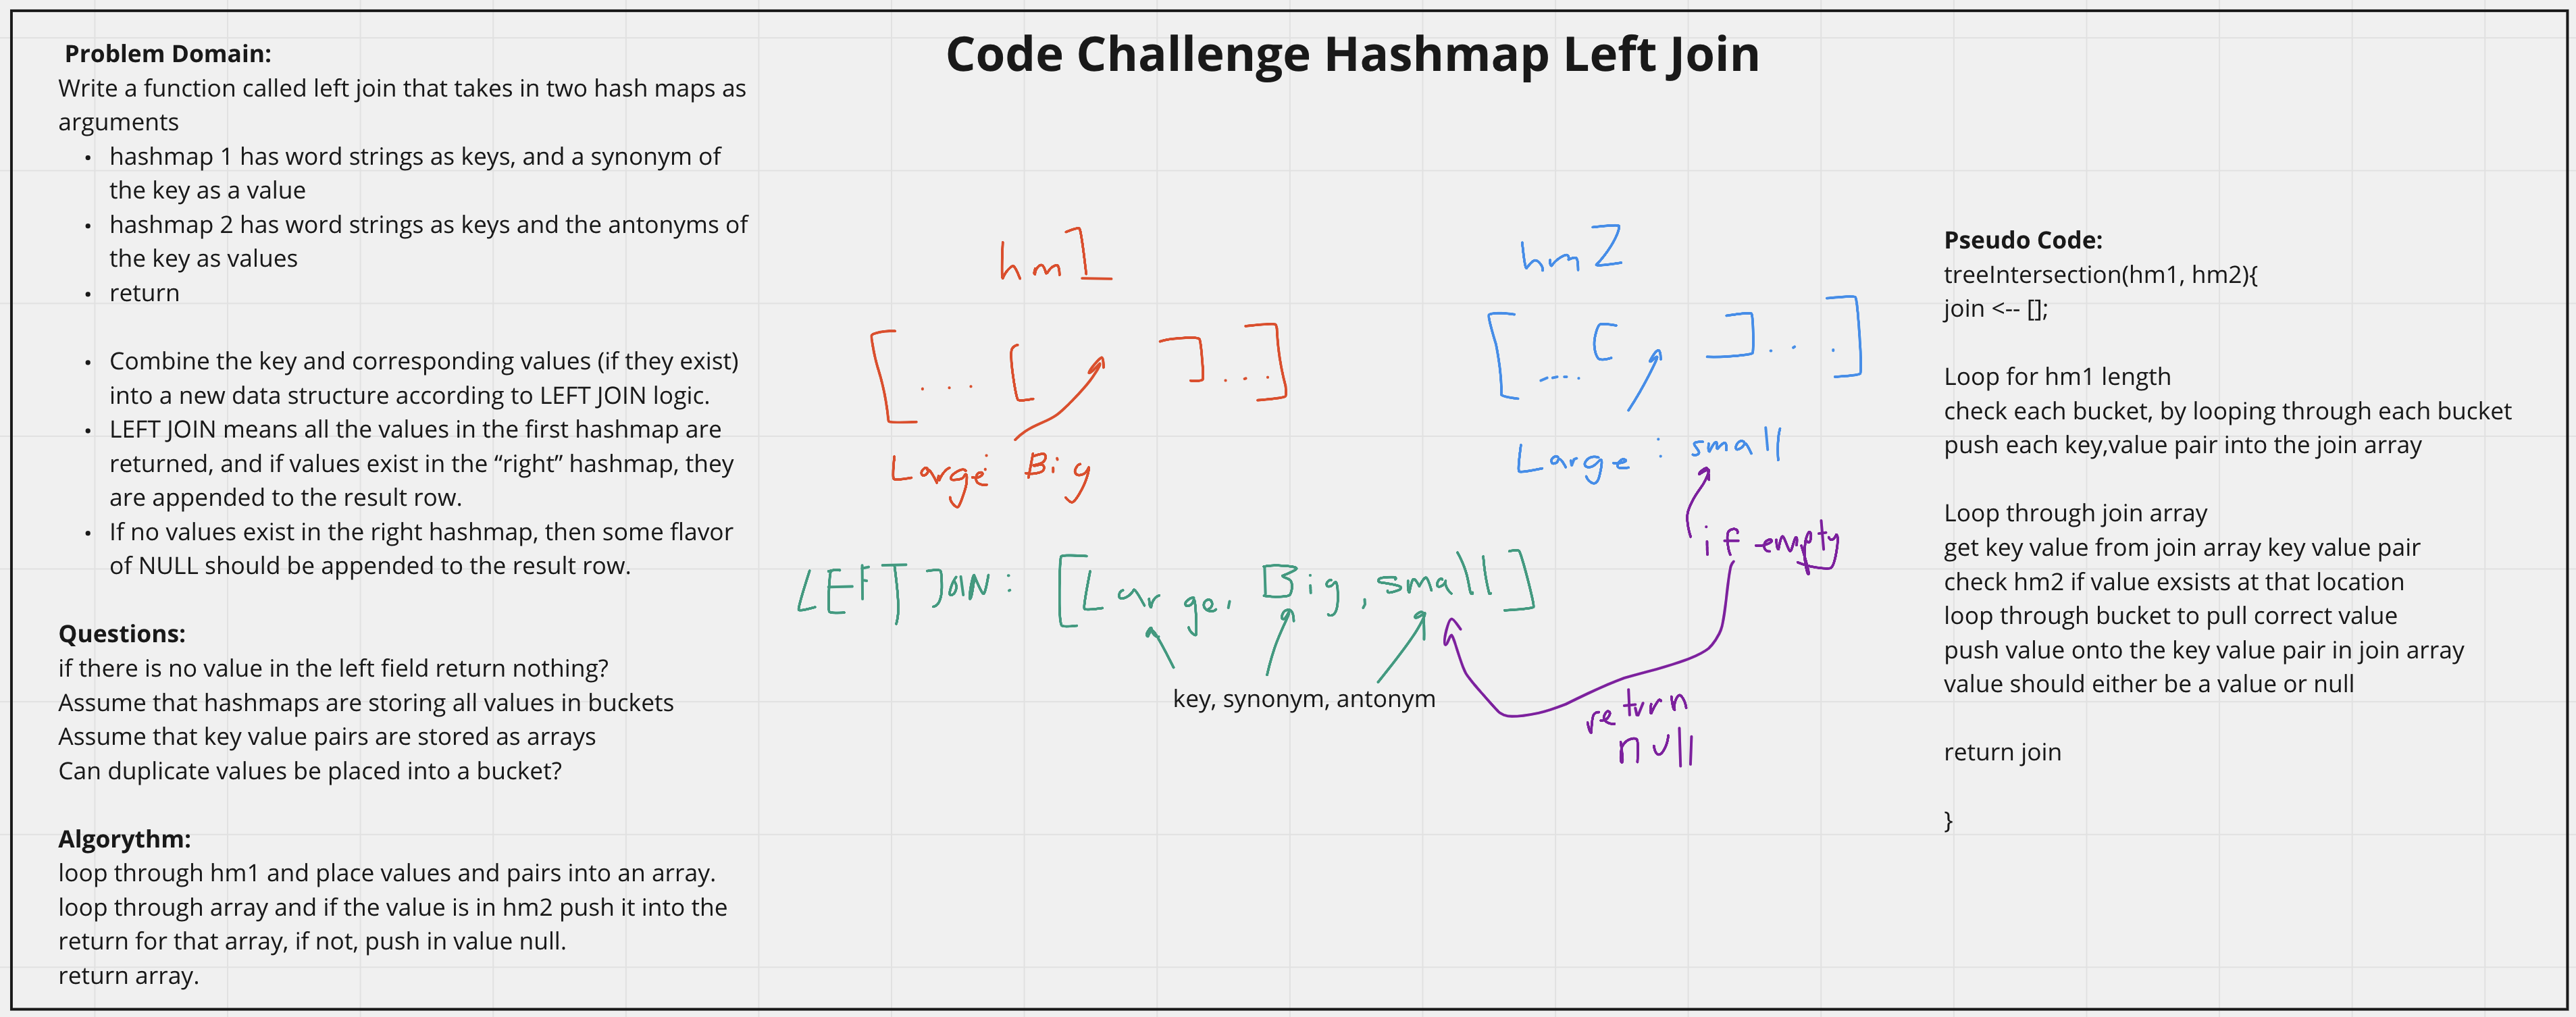 Code Challenge Hashmap Left Join
Problem Domain:
Write a function called left join that takes in two hash maps as
arguments
• hashmap 1 has word strings as keys, and a synonym of
the key as a value
• hashmap 2 has word strings as keys and the antonyms of
the key as values
• return
• Combine the key and corresponding values (if they exist)
into a new data structure according to LEFT JOIN logic.
• LEFT JOIN means all the values in the first hashmap are
returned, and if values exist in the “right” hashmap, they
are appended to the result row.
• If no values exist in the right hashmap, then some flavor
of NULL should be appended to the result row.
Questions:
if there is no value in the left field return nothing?
Assume that hashmaps are storing all values in buckets
Assume that key value pairs are stored as arrays
Can duplicate values be placed into a bucket?
Algorythm:
loop through hm1 and place values and pairs into an array.
loop through array and if the value is in hm2 push it into the
return for that array, if not, push in value null.
return array.
hm1
[... [ ]...]
Large: Big
hm2
[.... [ ]...]
Large : small
if empty
LEFT JOIN: [Large, Big, small]
key, synonym, antonym
return
null
Pseudo Code:
treeIntersection(hm1, hm2){
join <-- [];
Loop for hm1 length
check each bucket, by looping through each bucket
push each key,value pair into the join array
Loop through join array
get key value from join array key value pair
check hm2 if value exsists at that location
loop through bucket to pull correct value
push value onto the key value pair in join array
value should either be a value or null
return join
}